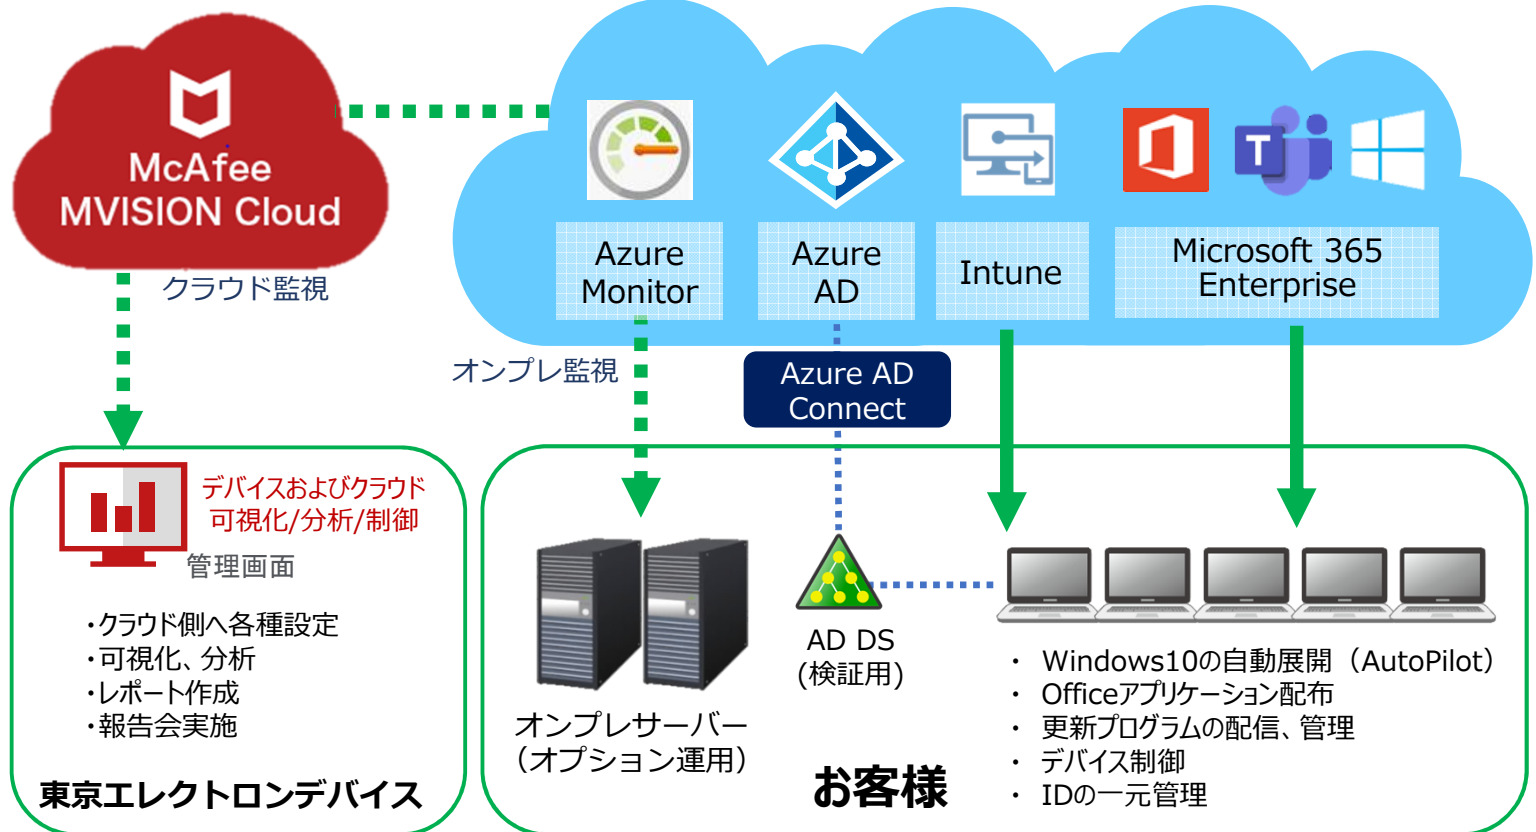 McAfee
MVISION Cloud
クラウド監視
Azure
Monitor
Azure
AD
Intune
Microsoft 365
Enterprise
T
オンプレ監視
Azure AD
Connect
デバイスおよびクラウド
可視化/分析/制御
管理画面
・クラウド側へ各種設定
・可視化、分析
・レポート作成
・報告会実施
東京エレクトロンデバイス
オンプレサーバー
（オプション運用）
AD DS
(検証用)
・ Windows10の自動展開（AutoPilot）
・ Officeアプリケーション配布
・ 更新プログラムの配信、管理
・ デバイス制御
・ IDの一元管理
お客様